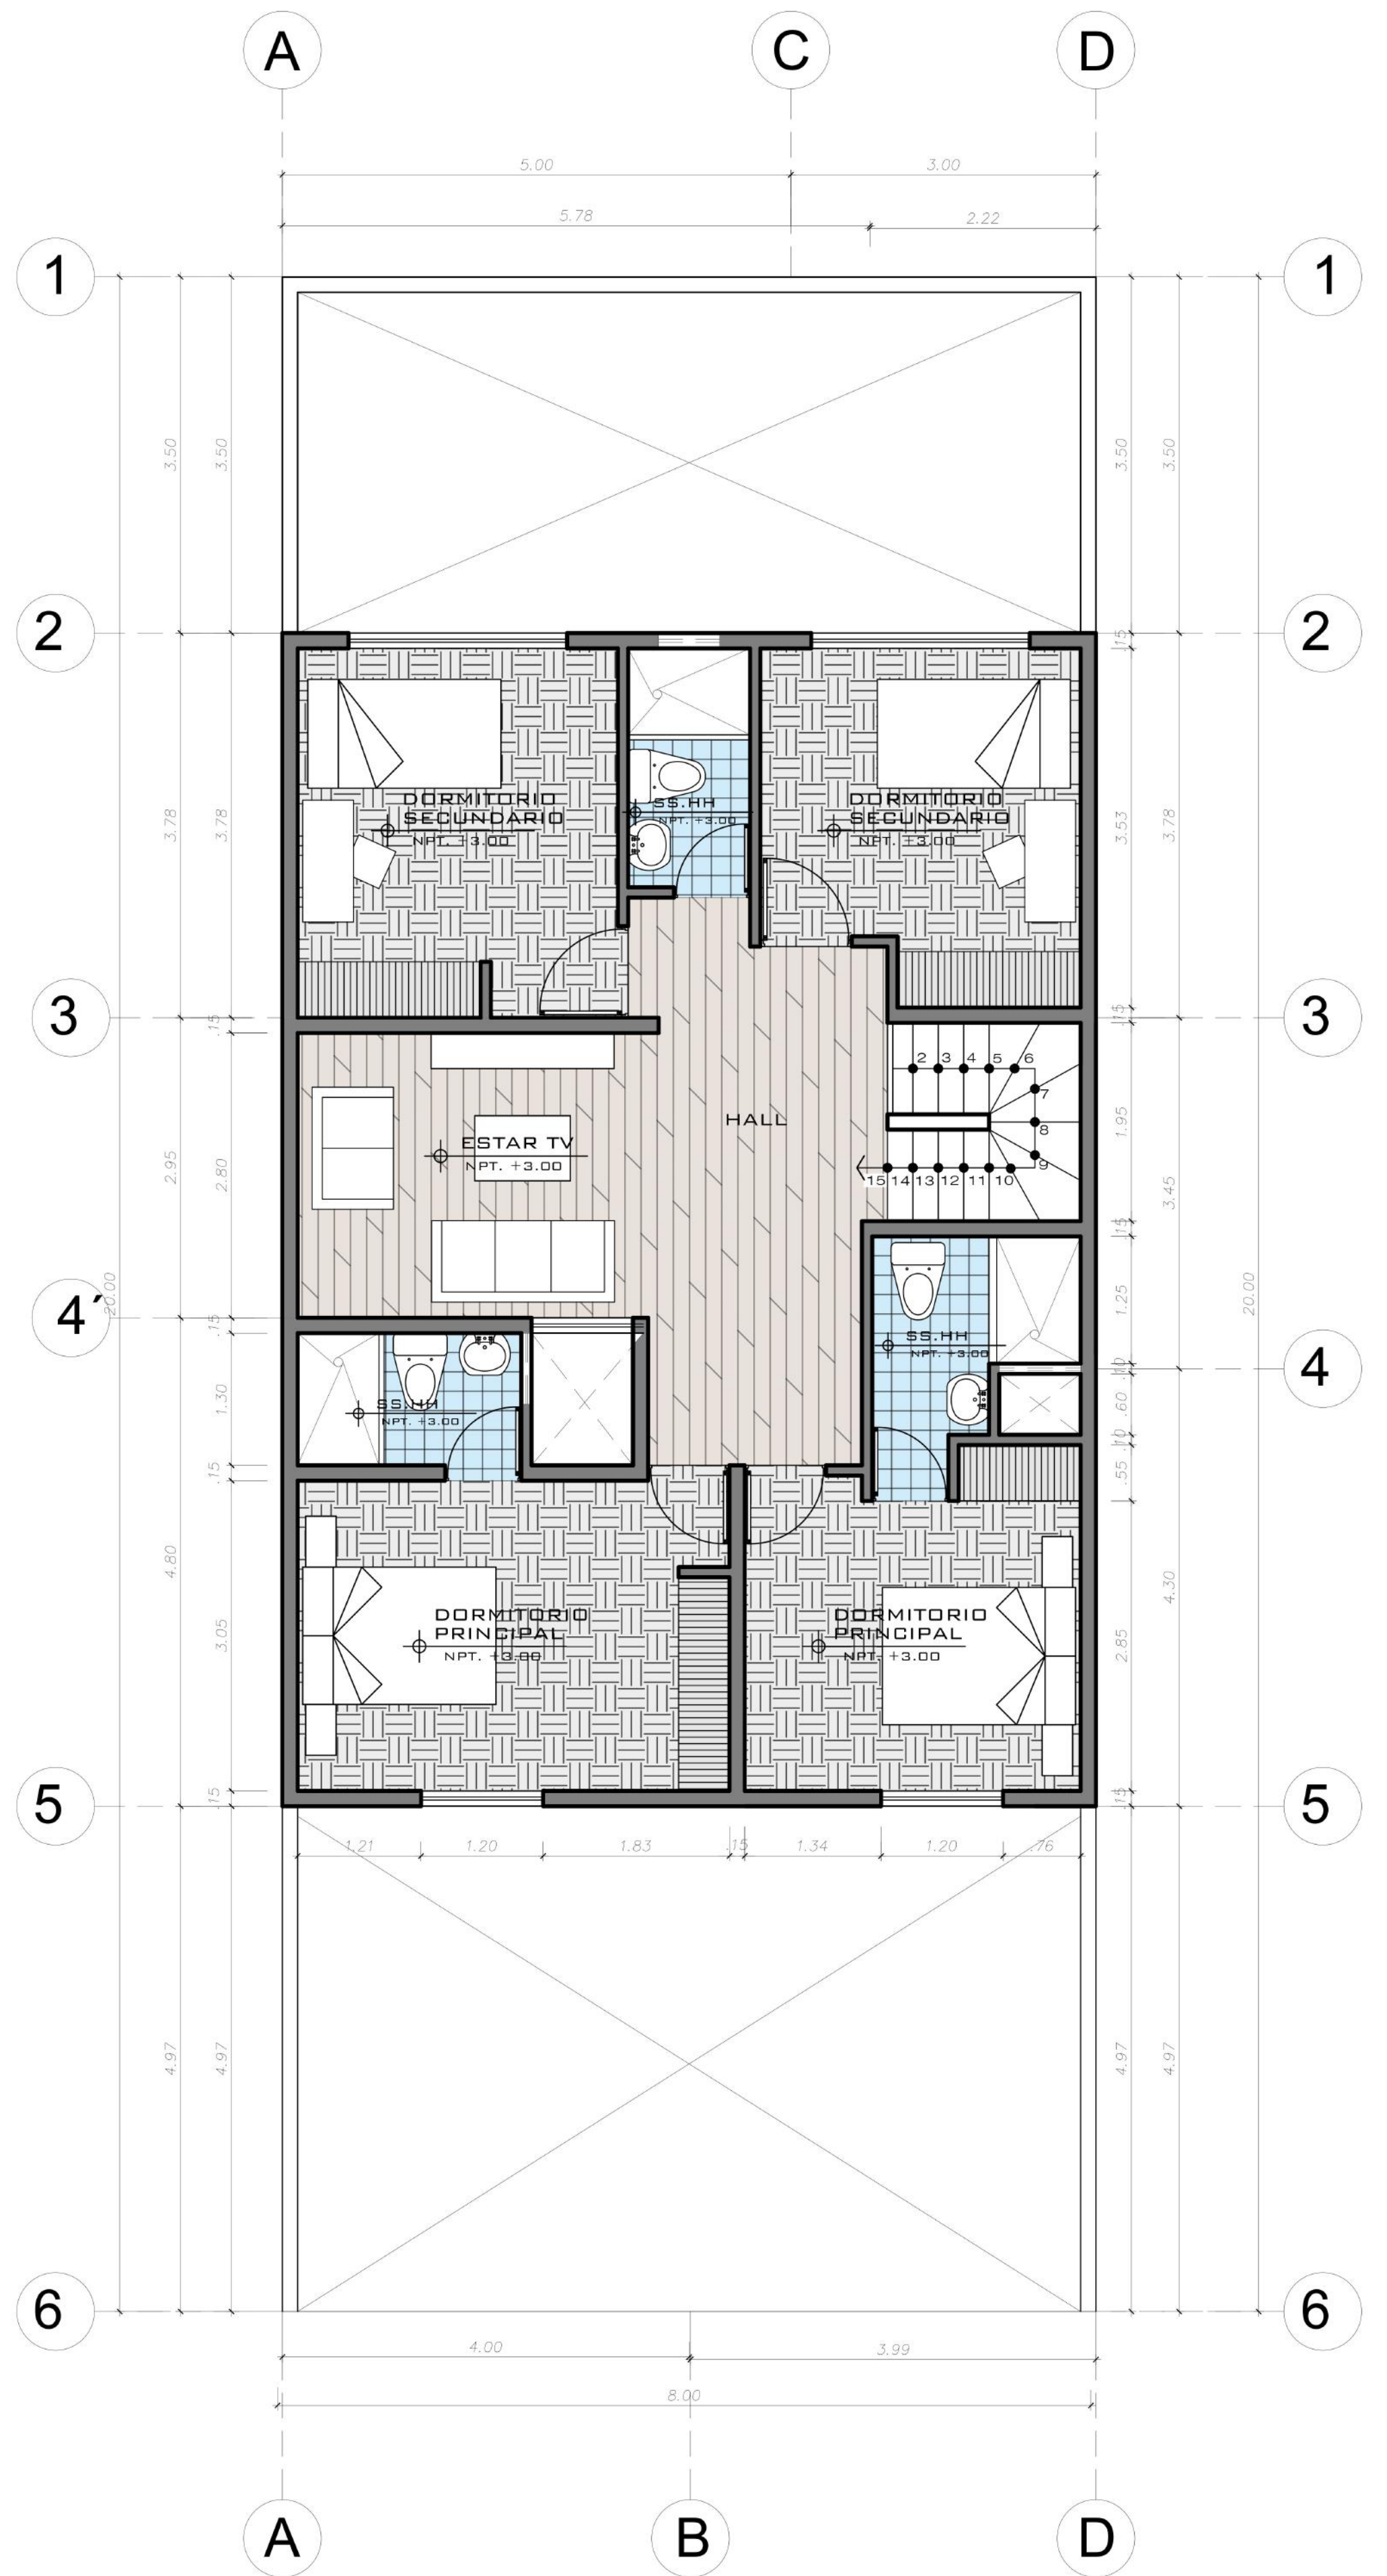 A
C
D
5.00
3.00
5.78
2.22
1
1
3.50
3.50
3.50
3.50
2
2
.15
DORMITORIO
SECUNDARIO
NPT. +3.00
SS.HH
NPT. +3.00
DORMITORIO
SECUNDARIO
NPT. +3.00
3.78
3.78
3.53
3.78
3
3
.15
.15
2
3
4
5
6
7
8
9
10
11
12
13
14
15
HALL
ESTAR TV
NPT. +3.00
2.95
2.80
1.95
3.45
.15
4´
20.00
20.00
.15
1.25
SS.HH
NPT. +3.00
4
.10
.60
.10
.55
SS.HH
NPT. +3.00
1.30
.15
4.80
3.05
DORMITORIO
PRINCIPAL
NPT. +3.00
DORMITORIO
PRINCIPAL
NPT. +3.00
2.85
4.30
5
5
.15
.15
1.21
1.20
1.83
.15
1.34
1.20
.76
4.97
4.97
4.97
4.97
6
6
4.00
3.99
8.00
A
B
D